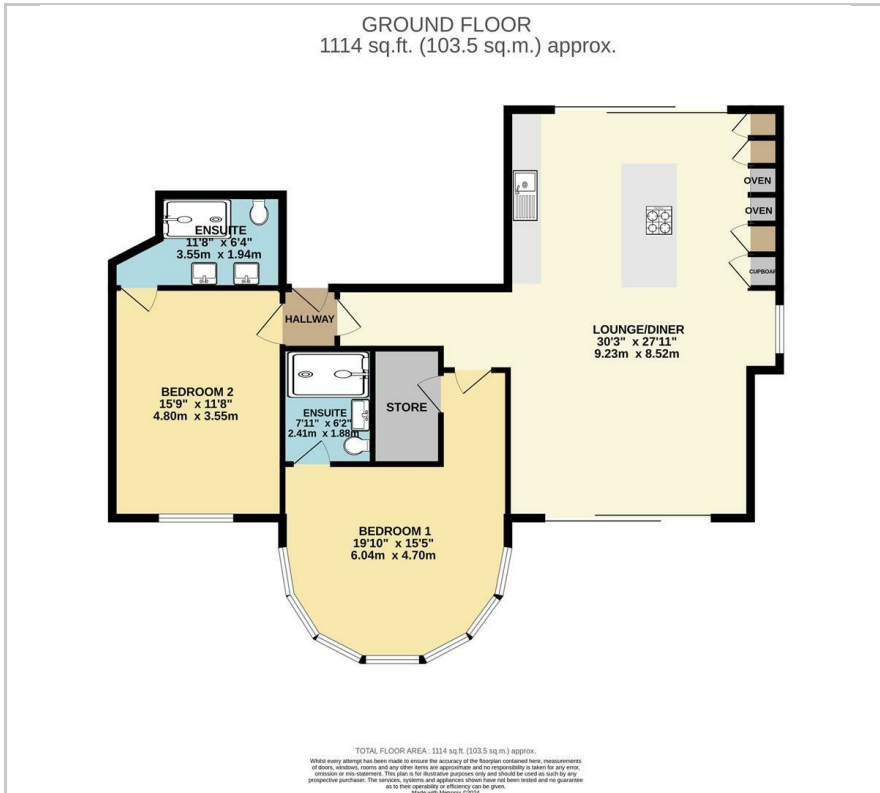 GROUND FLOOR
1114 sq.ft. (103.5 sq.m.) approx.
OVEN
OVEN
ENSUITE
11'8" x 6'4"
3.55m x 1.94m
CUPBOAR
HALLWAY
LOUNGE/DINER
30'3" x 27'11"
9.23m x 8.52m
BEDROOM 2
15'9" x 11'8"
4.80m x 3.55m
ENSUITE
7'11" x 6'2"
2.41m x 1.88m
STORE
BEDROOM 1
19'10" x 15'5"
6.04m x 4.70m
TOTAL FLOOR AREA : 1114 sq.ft. (103.5 sq.m.) approx.
Whilst every attempt has been made to ensure the accuracy of the floorplan contained here, measurements
of doors, windows, rooms and any other items are approximate and no responsibility is taken for any error,
omission or mis-statement. This plan is for illustrative purposes only and should be used as such by any
prospective purchaser. The services, systems and appliances shown have not been tested and no guarantee
as to their operability or efficiency can be given.
Made with Metropix ©2024